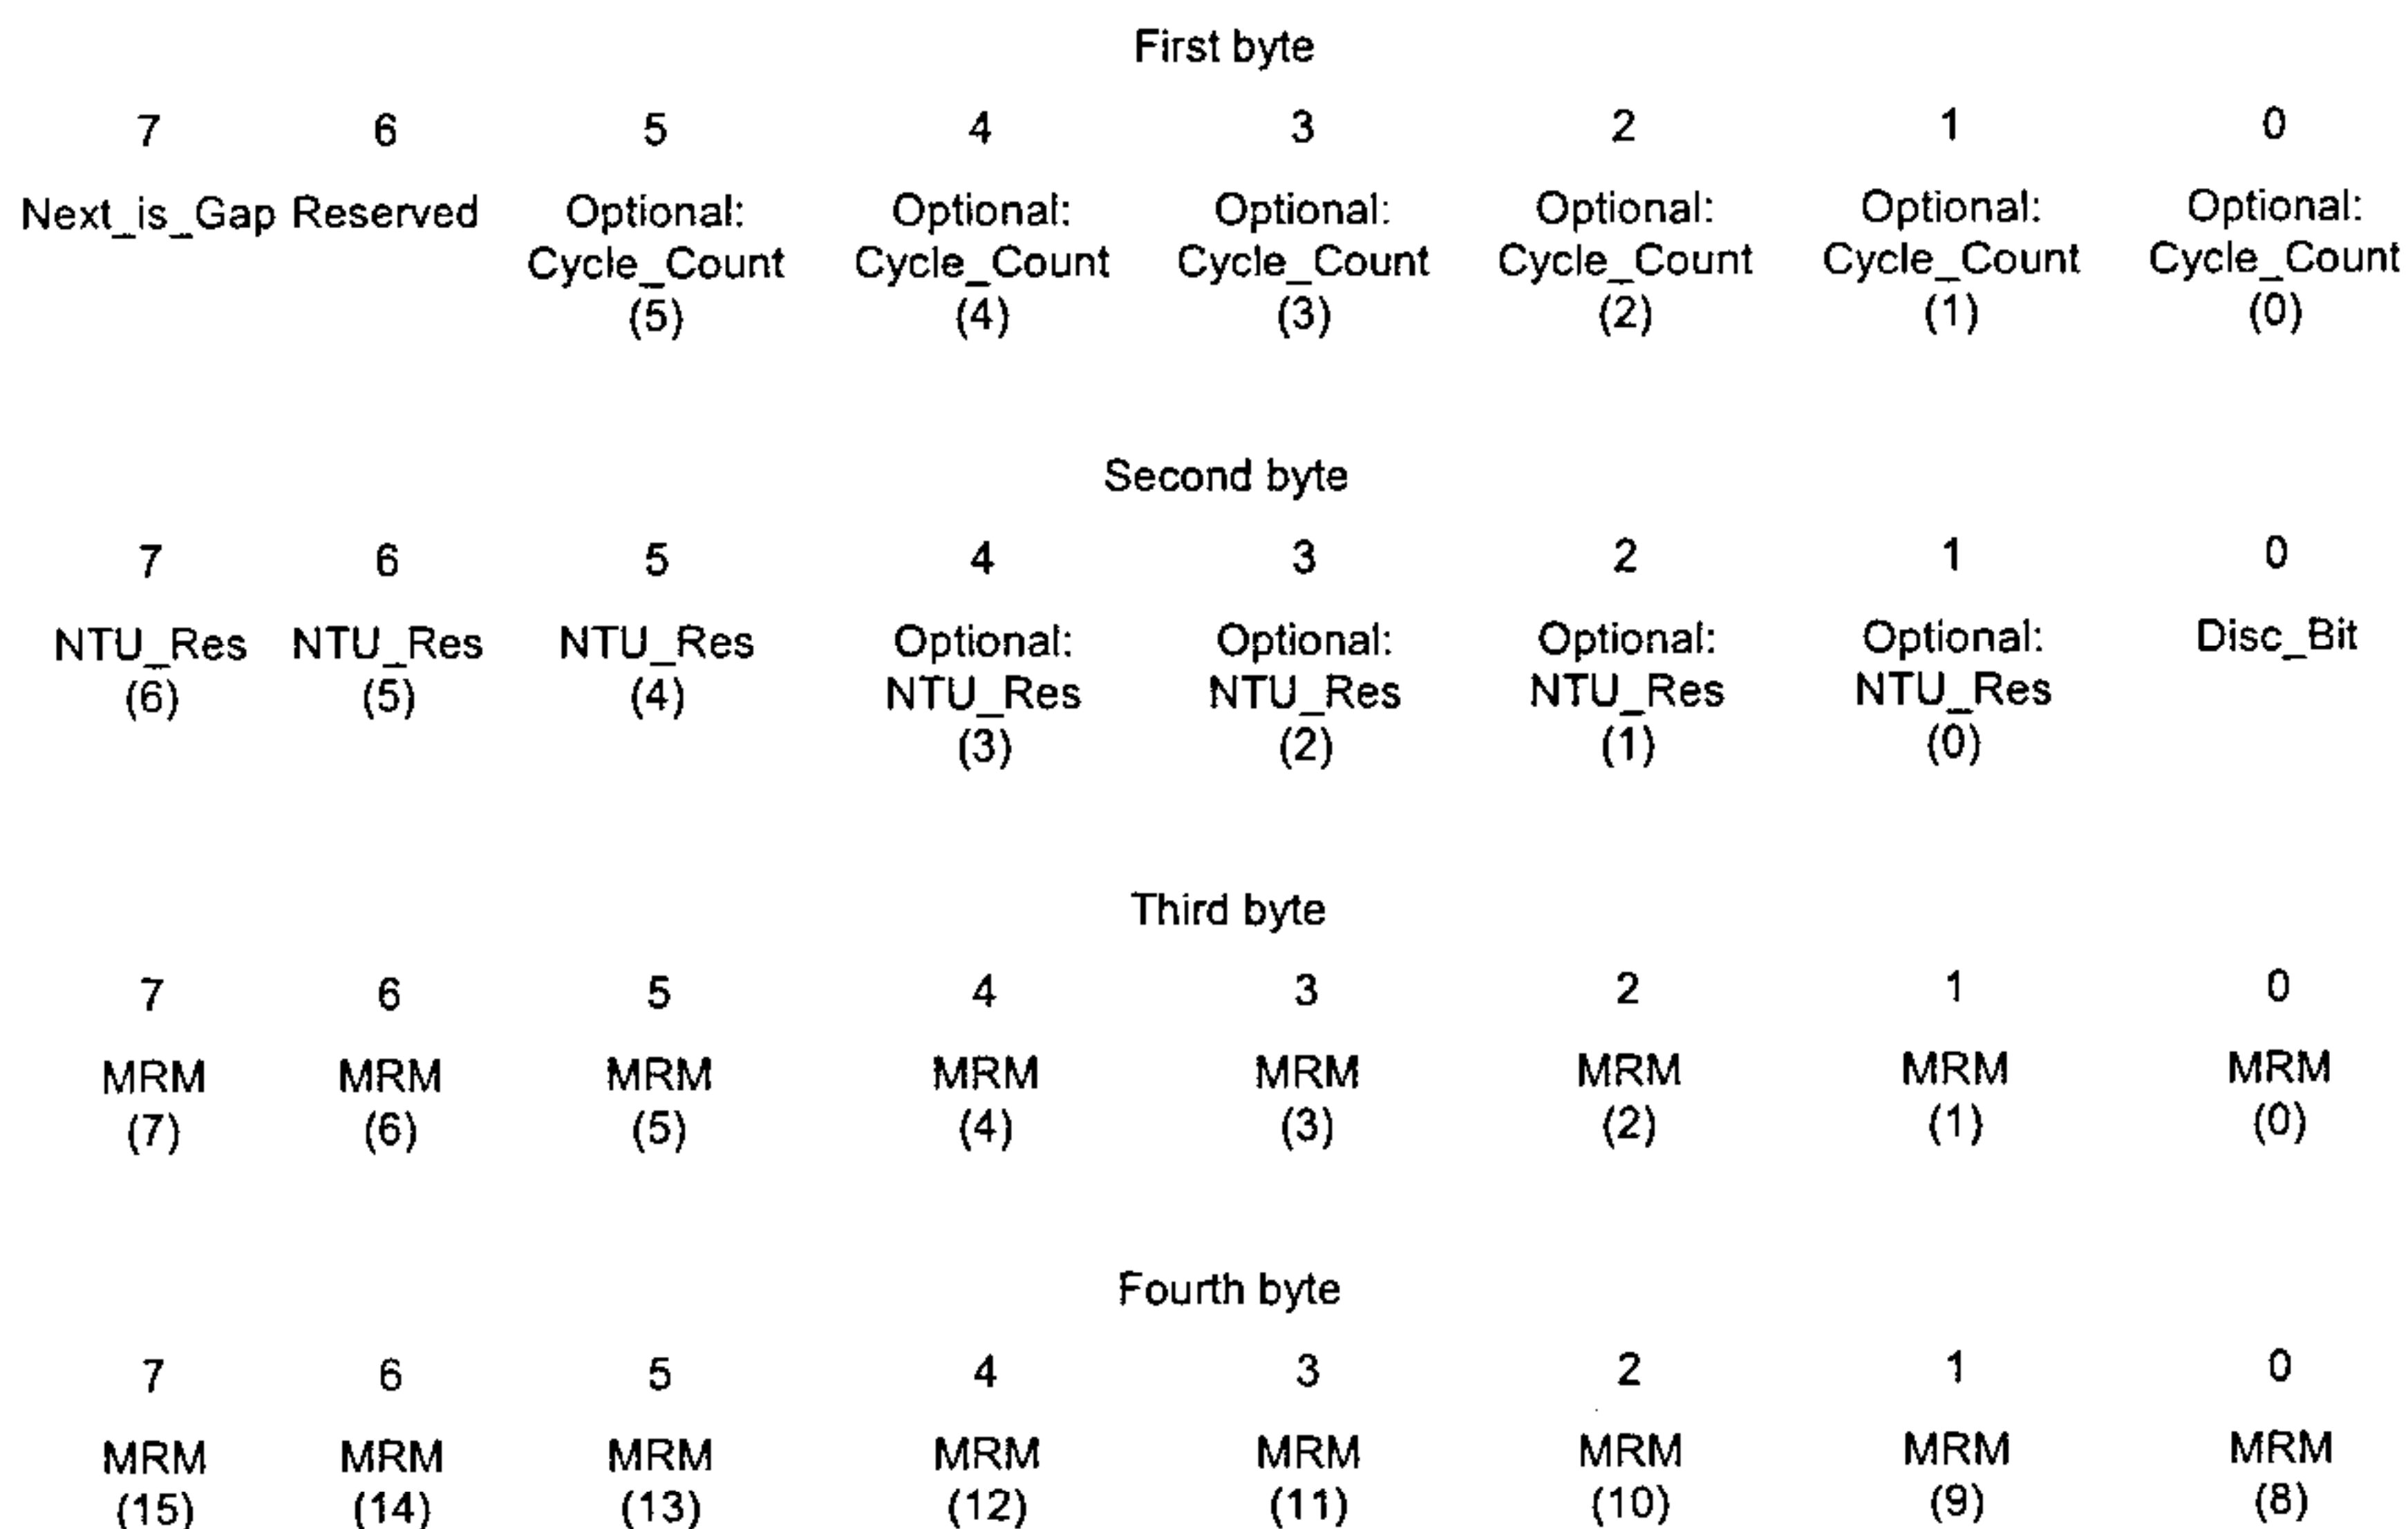 First byte
7 6 5 4 3 2 1 0
Next_is_Gap Reserved Optional: Optional: Optional: Optional: Optional: Optional:
Cycle_Count Cycle_Count Cycle_Count Cycle_Count Cycle_Count Cycle_Count
(5) (4) (3) (2) (1) (0)
Second byte
7 6 5 4 3 2 1 0
NTU_Res NTU_Res NTU_Res Optional: Optional: Optional: Optional: Disc_Bit
(6) (5) (4) NTU_Res NTU_Res NTU_Res NTU_Res
(3) (2) (1) (0)
Third byte
7 6 5 4 3 2 1 0
MRM MRM MRM MRM MRM MRM MRM MRM
(7) (6) (5) (4) (3) (2) (1) (0)
Fourth byte
7 6 5 4 3 2 1 0
MRM MRM MRM MRM MRM MRM MRM MRM
(15) (14) (13) (12) (11) (10) (9) (8)